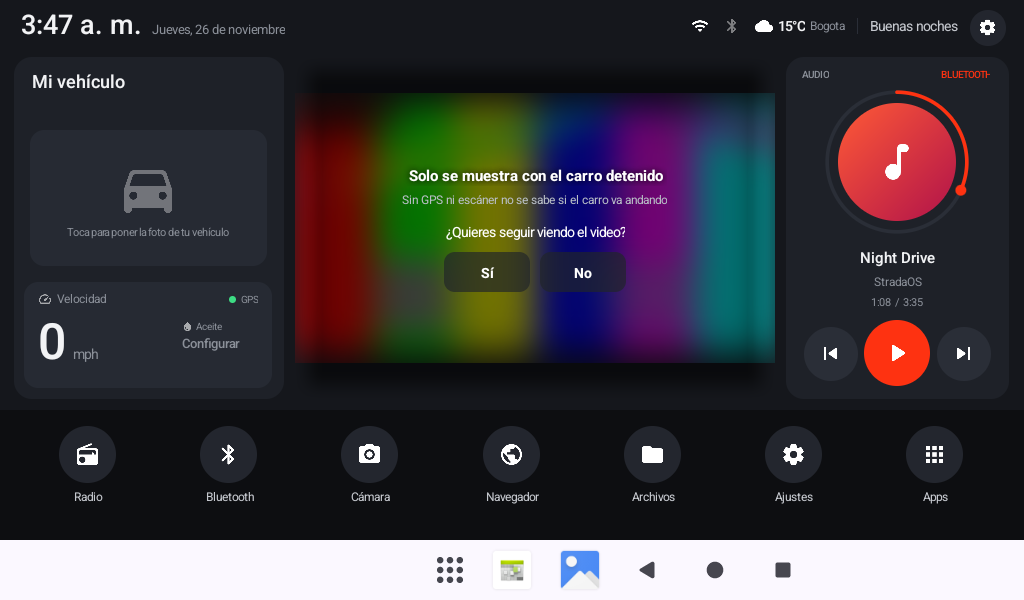 3:47 a. m.
Jueves, 26 de noviembre
15°C Bogota
Buenas noches
Mi vehículo
Toca para poner la foto de tu vehículo
Velocidad
GPS
0 mph
Aceite
Configurar
Solo se muestra con el carro detenido
Sin GPS ni escáner no se sabe si el carro va andando
¿Quieres seguir viendo el video?
Sí
No
AUDIO
BLUETOOTH
Night Drive
StradaOS
1:08 / 3:35
Radio
Bluetooth
Cámara
Navegador
Archivos
Ajustes
Apps